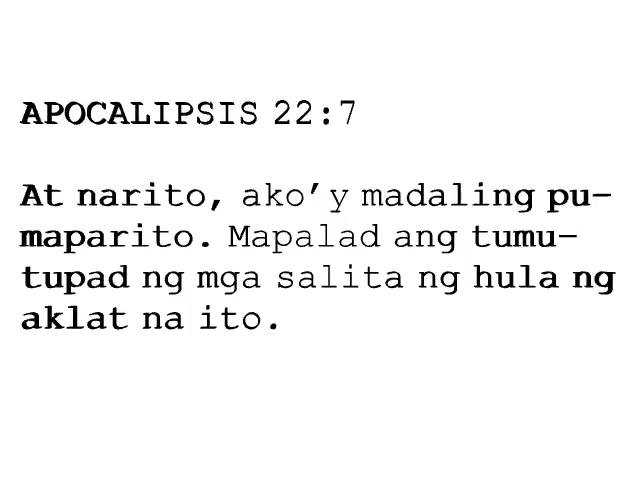 APOCALIPSIS 22:7
At narito, ako’y madaling pu-
maparito. Mapalad ang tumu-
tupad ng mga salita ng hula ng
aklat na ito.